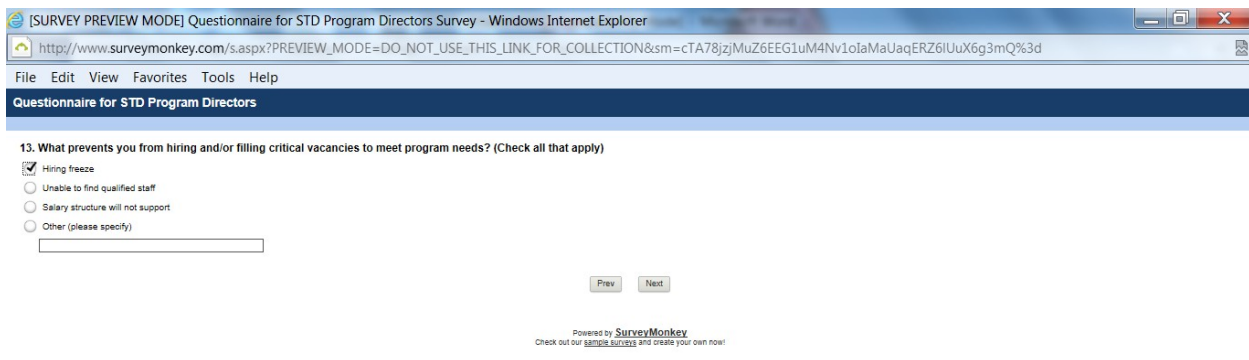 [SURVEY PREVIEW MODE] Questionnaire for STD Program Directors Survey - Windows Internet Explorer
http://www.surveymonkey.com/s.aspx?PREVIEW_MODE=DO_NOT_USE_THIS_LINK_FOR_COLLECTION&sm=cTA78jzjMuZ6EEG1uM4Nv1oIaMaUaqERZ6lUuX6g3mQ%3d
File Edit View Favorites Tools Help
Questionnaire for STD Program Directors
13. What prevents you from hiring and/or filling critical vacancies to meet program needs? (Check all that apply)
Hiring freeze
Unable to find qualified staff
Salary structure will not support
Other (please specify)
Prev Next
Powered by SurveyMonkey
Check out our sample surveys and create your own now!